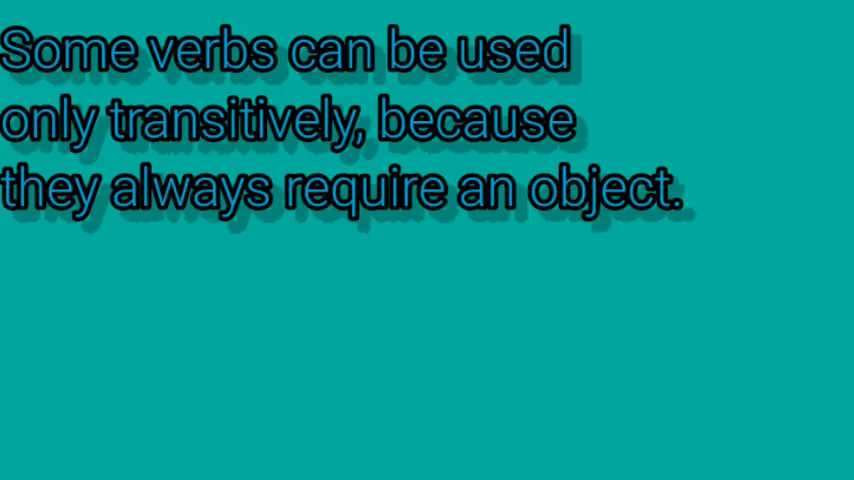 Some verbs can be used
only transitively, because
they always require an object.